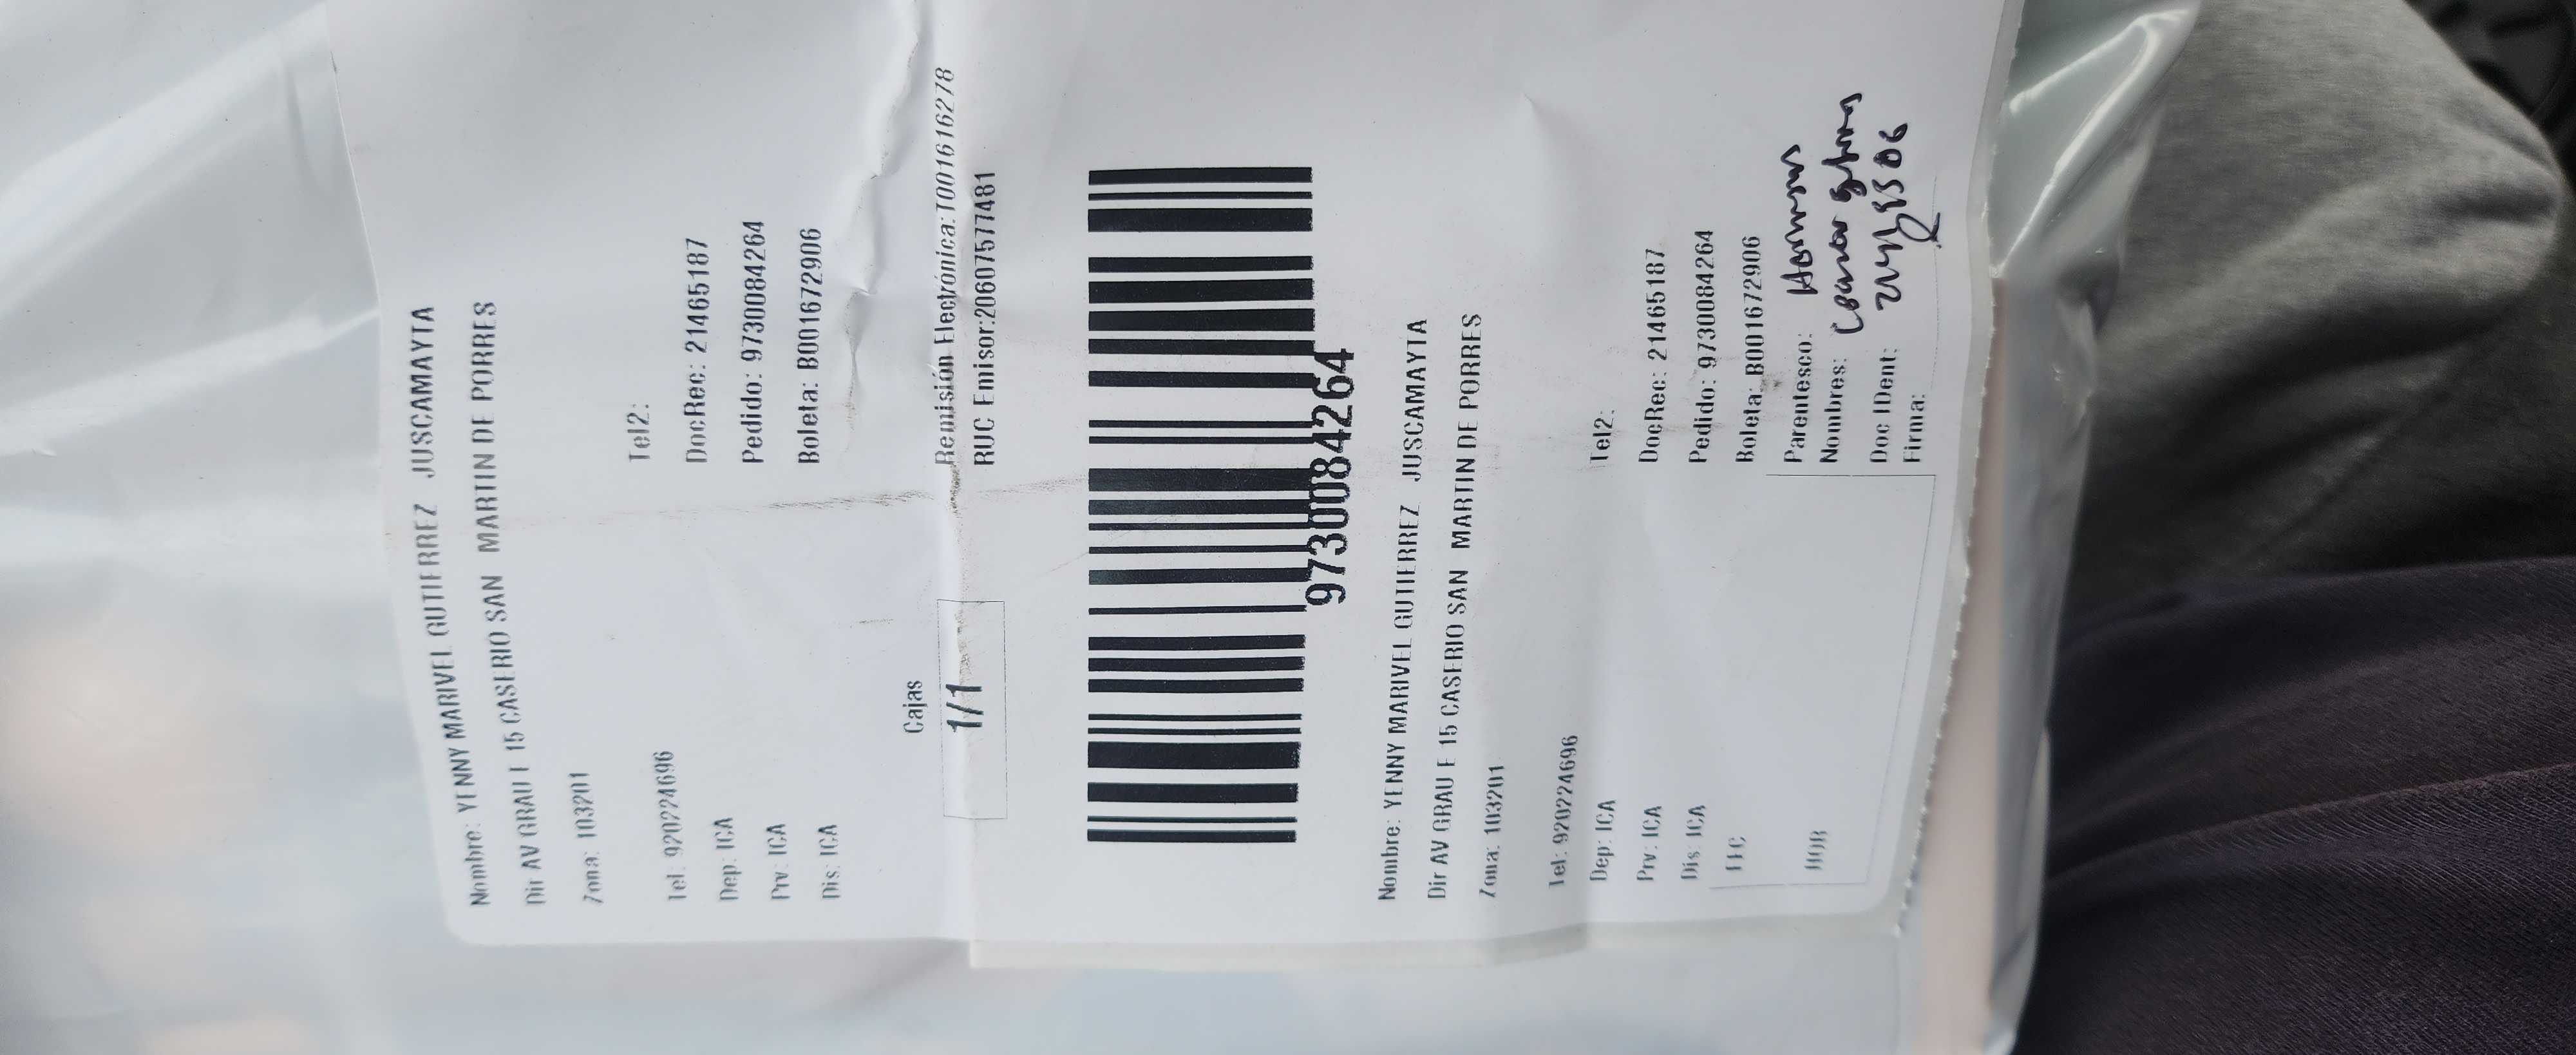 Nombre: YENNY MARIVEL GUTIERREZ JUSCAMAYTA
Dir AV GRAU E 15 CASERIO SAN MARTIN DE PORRES
Zona: 103201
Tel: 920224696 Tel2:
Dep: ICA DocRec: 21465187
Prv: ICA Pedido: 9730084264
Dis: ICA Boleta: B001672906
Cajas
1/1
Remisión Electrónica:T001616278
RUC Emisor:20607577481
9730084264
Nombre: YENNY MARIVEL GUTIERREZ JUSCAMAYTA
Dir AV GRAU E 15 CASERIO SAN MARTIN DE PORRES
Zona: 103201
Tel: 920224696 Tel2:
Dep: ICA DocRec: 21465187
Prv: ICA Pedido: 9730084264
Dis: ICA Boleta: B001672906
FEC Parentesco:
Nombres:
HOR Doc IDent:
Firma: